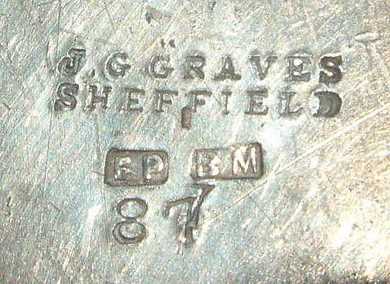 J. G GRAVES
SHEFFIELD
EP BM
87